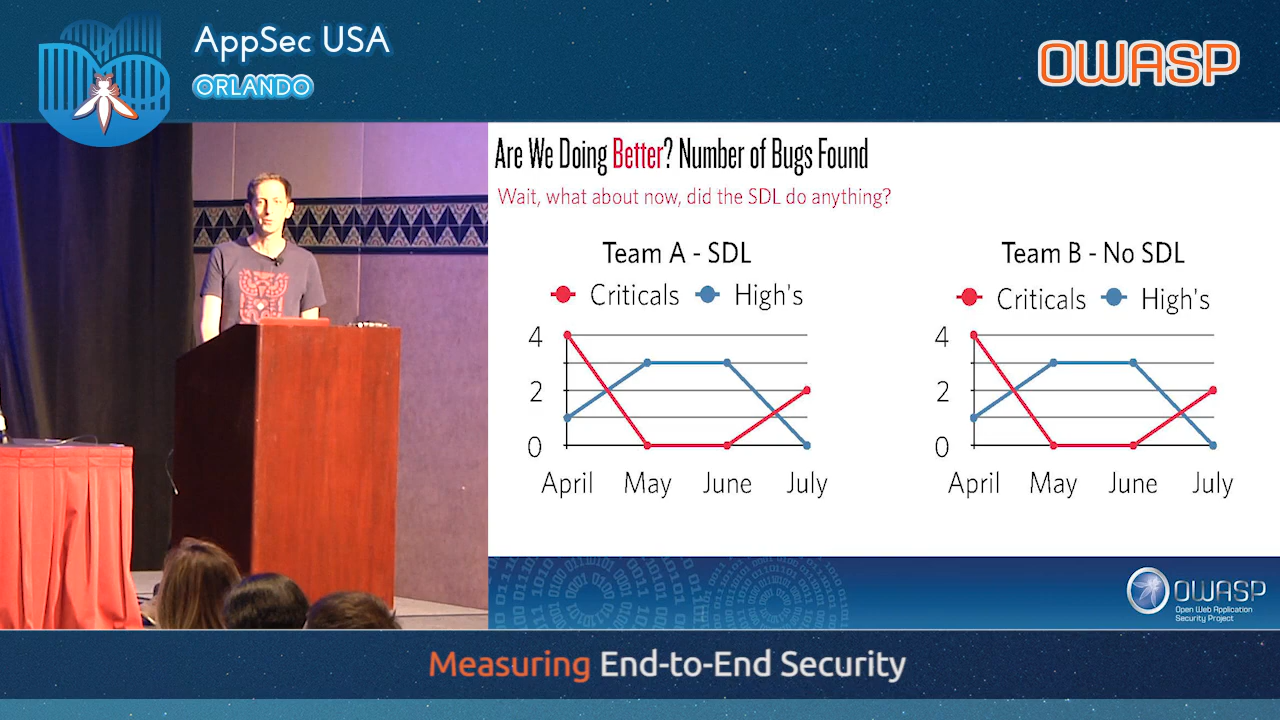 AppSec USA
ORLANDO
OWASP
Are We Doing Better? Number of Bugs Found
Wait, what about now, did the SDL do anything?
Team A - SDL
Criticals High's
4
2
0
April May June July
Team B - No SDL
Criticals High's
4
2
0
April May June July
OWASP
Open Web Application
Security Project
Measuring End-to-End Security